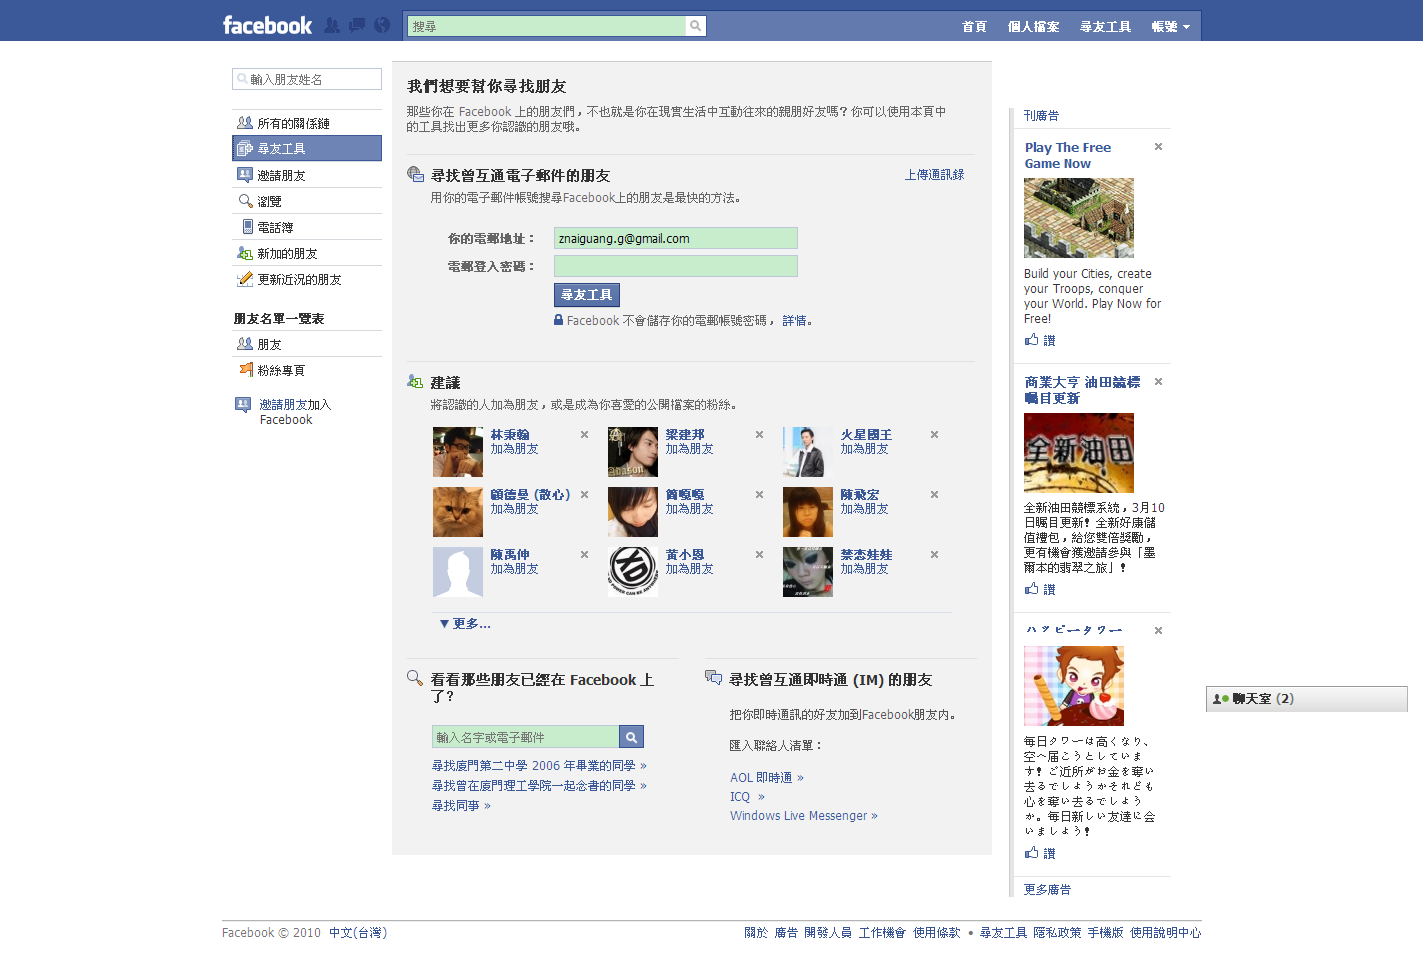 facebook
搜尋
首頁 個人檔案 尋友工具 帳號
輸入朋友姓名
所有的關係鏈
尋友工具
邀請朋友
瀏覽
電話簿
新加的朋友
更新近況的朋友
朋友名單一覽表
朋友
粉絲專頁
邀請朋友加入
Facebook
我們想要幫你尋找朋友
那些你在 Facebook 上的朋友們，不也就是你在現實生活中互動往來的親朋好友嗎？你可以使用本頁中
的工具找出更多你認識的朋友哦。
尋找曾互通電子郵件的朋友
上傳通訊錄
用你的電子郵件帳號搜尋Facebook上的朋友是最快的方法。
你的電郵地址：
znaiguang.g@gmail.com
電郵登入密碼：
尋友工具
Facebook 不會儲存你的電郵帳號密碼， 詳情。
建議
將認識的人加為朋友，或是成為你喜愛的公開檔案的粉絲。
林秉翰
加為朋友
梁建邦
加為朋友
火星國王
加為朋友
顧德曼 (散心)
加為朋友
簡嘎嘎
加為朋友
陳飛宏
加為朋友
陳禹伸
加為朋友
黃小恩
加為朋友
禁恋娃娃
加為朋友
更多...
看看那些朋友已經在 Facebook 上
了？
輸入名字或電子郵件
尋找廈門第二中學 2006 年畢業的同學 »
尋找曾在廈門理工學院一起念書的同學 »
尋找同事 »
尋找曾互通即時通 (IM) 的朋友
把你即時通訊的好友加到Facebook朋友内。
匯入聯絡人清單：
AOL 即時通 »
ICQ »
Windows Live Messenger »
刊廣告
Play The Free
Game Now
Build your Cities, create
your Troops, conquer
your World. Play Now for
Free!
讚
商業大亨 油田競標
矚目更新
全新油田
全新油田競標系統，3月10
日矚目更新！全新好康儲
值禮包，給您雙倍獎勵，
更有機會獲邀請參與「墨
爾本的翡翠之旅」！
讚
ハッピータワー
毎日タワーは高くなり、
空へ届こうとしていま
す！ご近所がお金を奪い
去るでしょうかそれども
心を奪い去るでしょう
か。毎日新しい友達に会
いましょう！
讚
更多廣告
聊天室 (2)
Facebook © 2010 中文(台灣)
關於 廣告 開發人員 工作機會 使用條款 • 尋友工具 隱私政策 手機版 使用說明中心